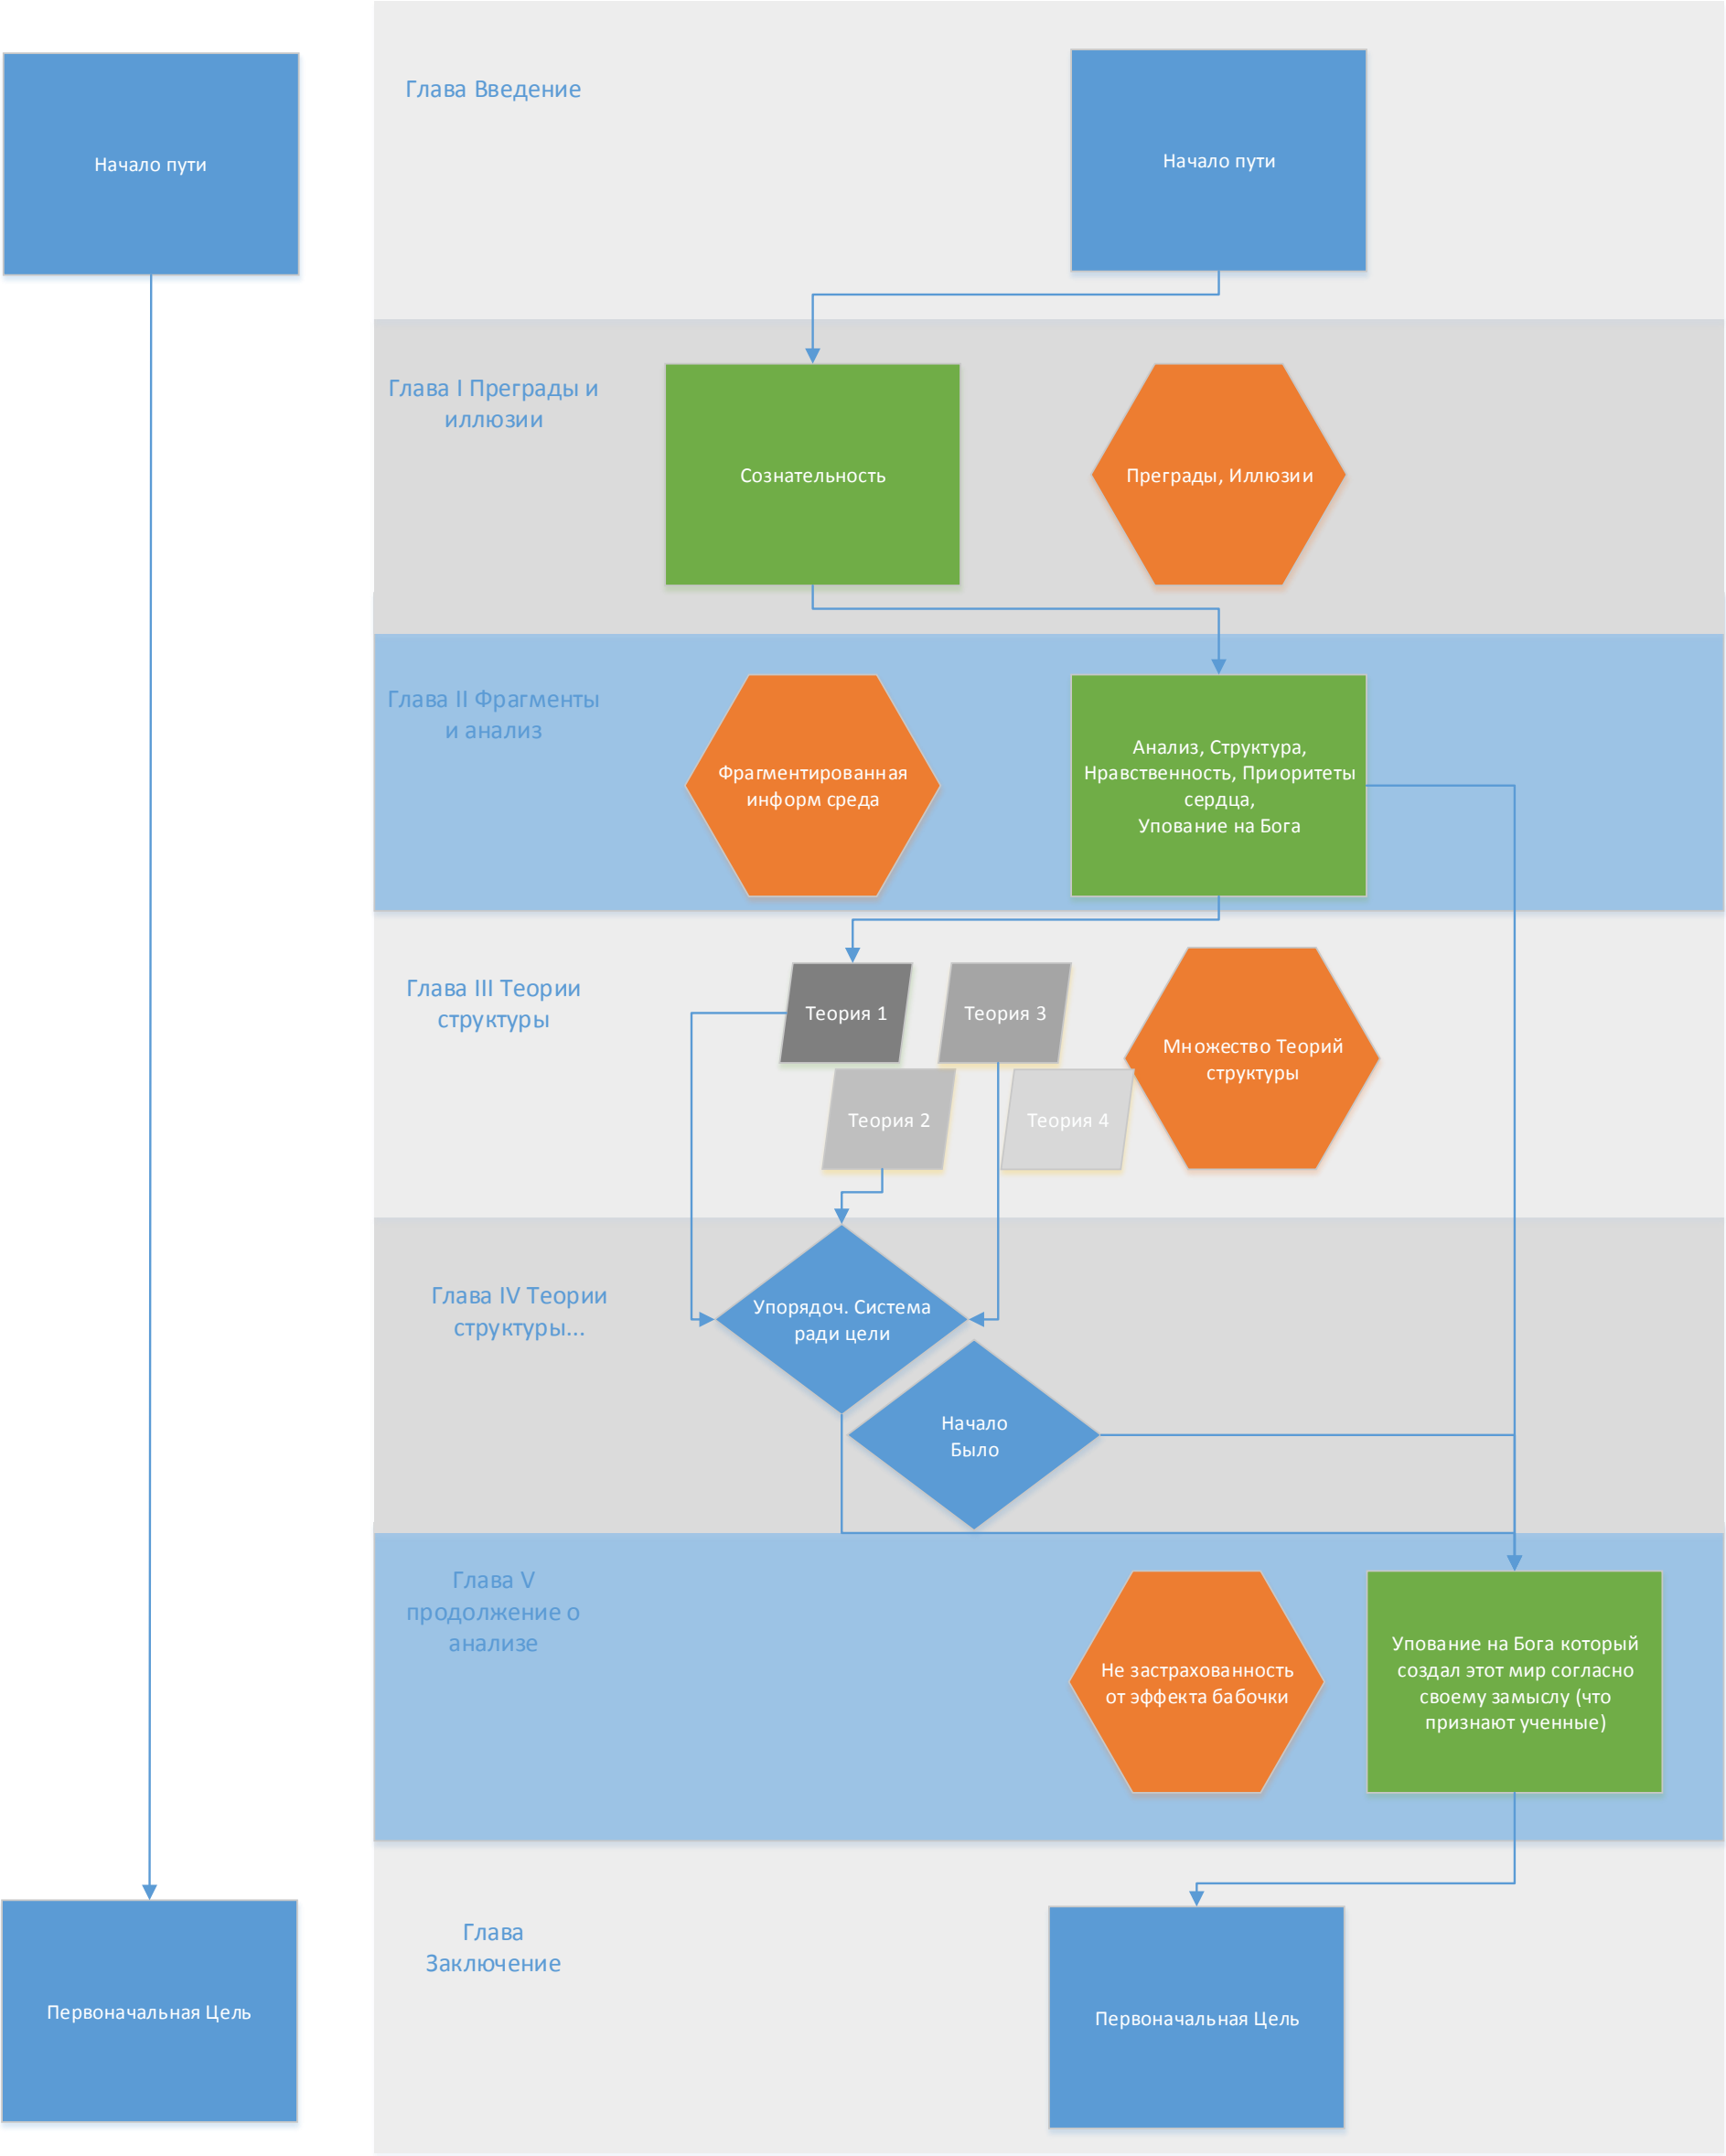 Начало пути
Глава Введение
Начало пути
Глава I Преграды и
иллюзии
Сознательность
Преграды, Иллюзии
Глава II Фрагменты
и анализ
Фрагментированная
информ среда
Анализ, Структура,
Нравственность, Приоритеты
сердца,
Упование на Бога
Глава III Теории
структуры
Теория 1
Теория 3
Множество Теорий
структуры
Теория 2
Теория 4
Глава IV Теории
структуры...
Упорядоч. Система
ради цели
Начало
Было
Глава V
продолжение о
анализе
Не застрахованность
от эффекта бабочки
Упование на Бога который
создал этот мир согласно
своему замыслу (что
признают ученные)
Глава
Заключение
Первоначальная Цель
Первоначальная Цель